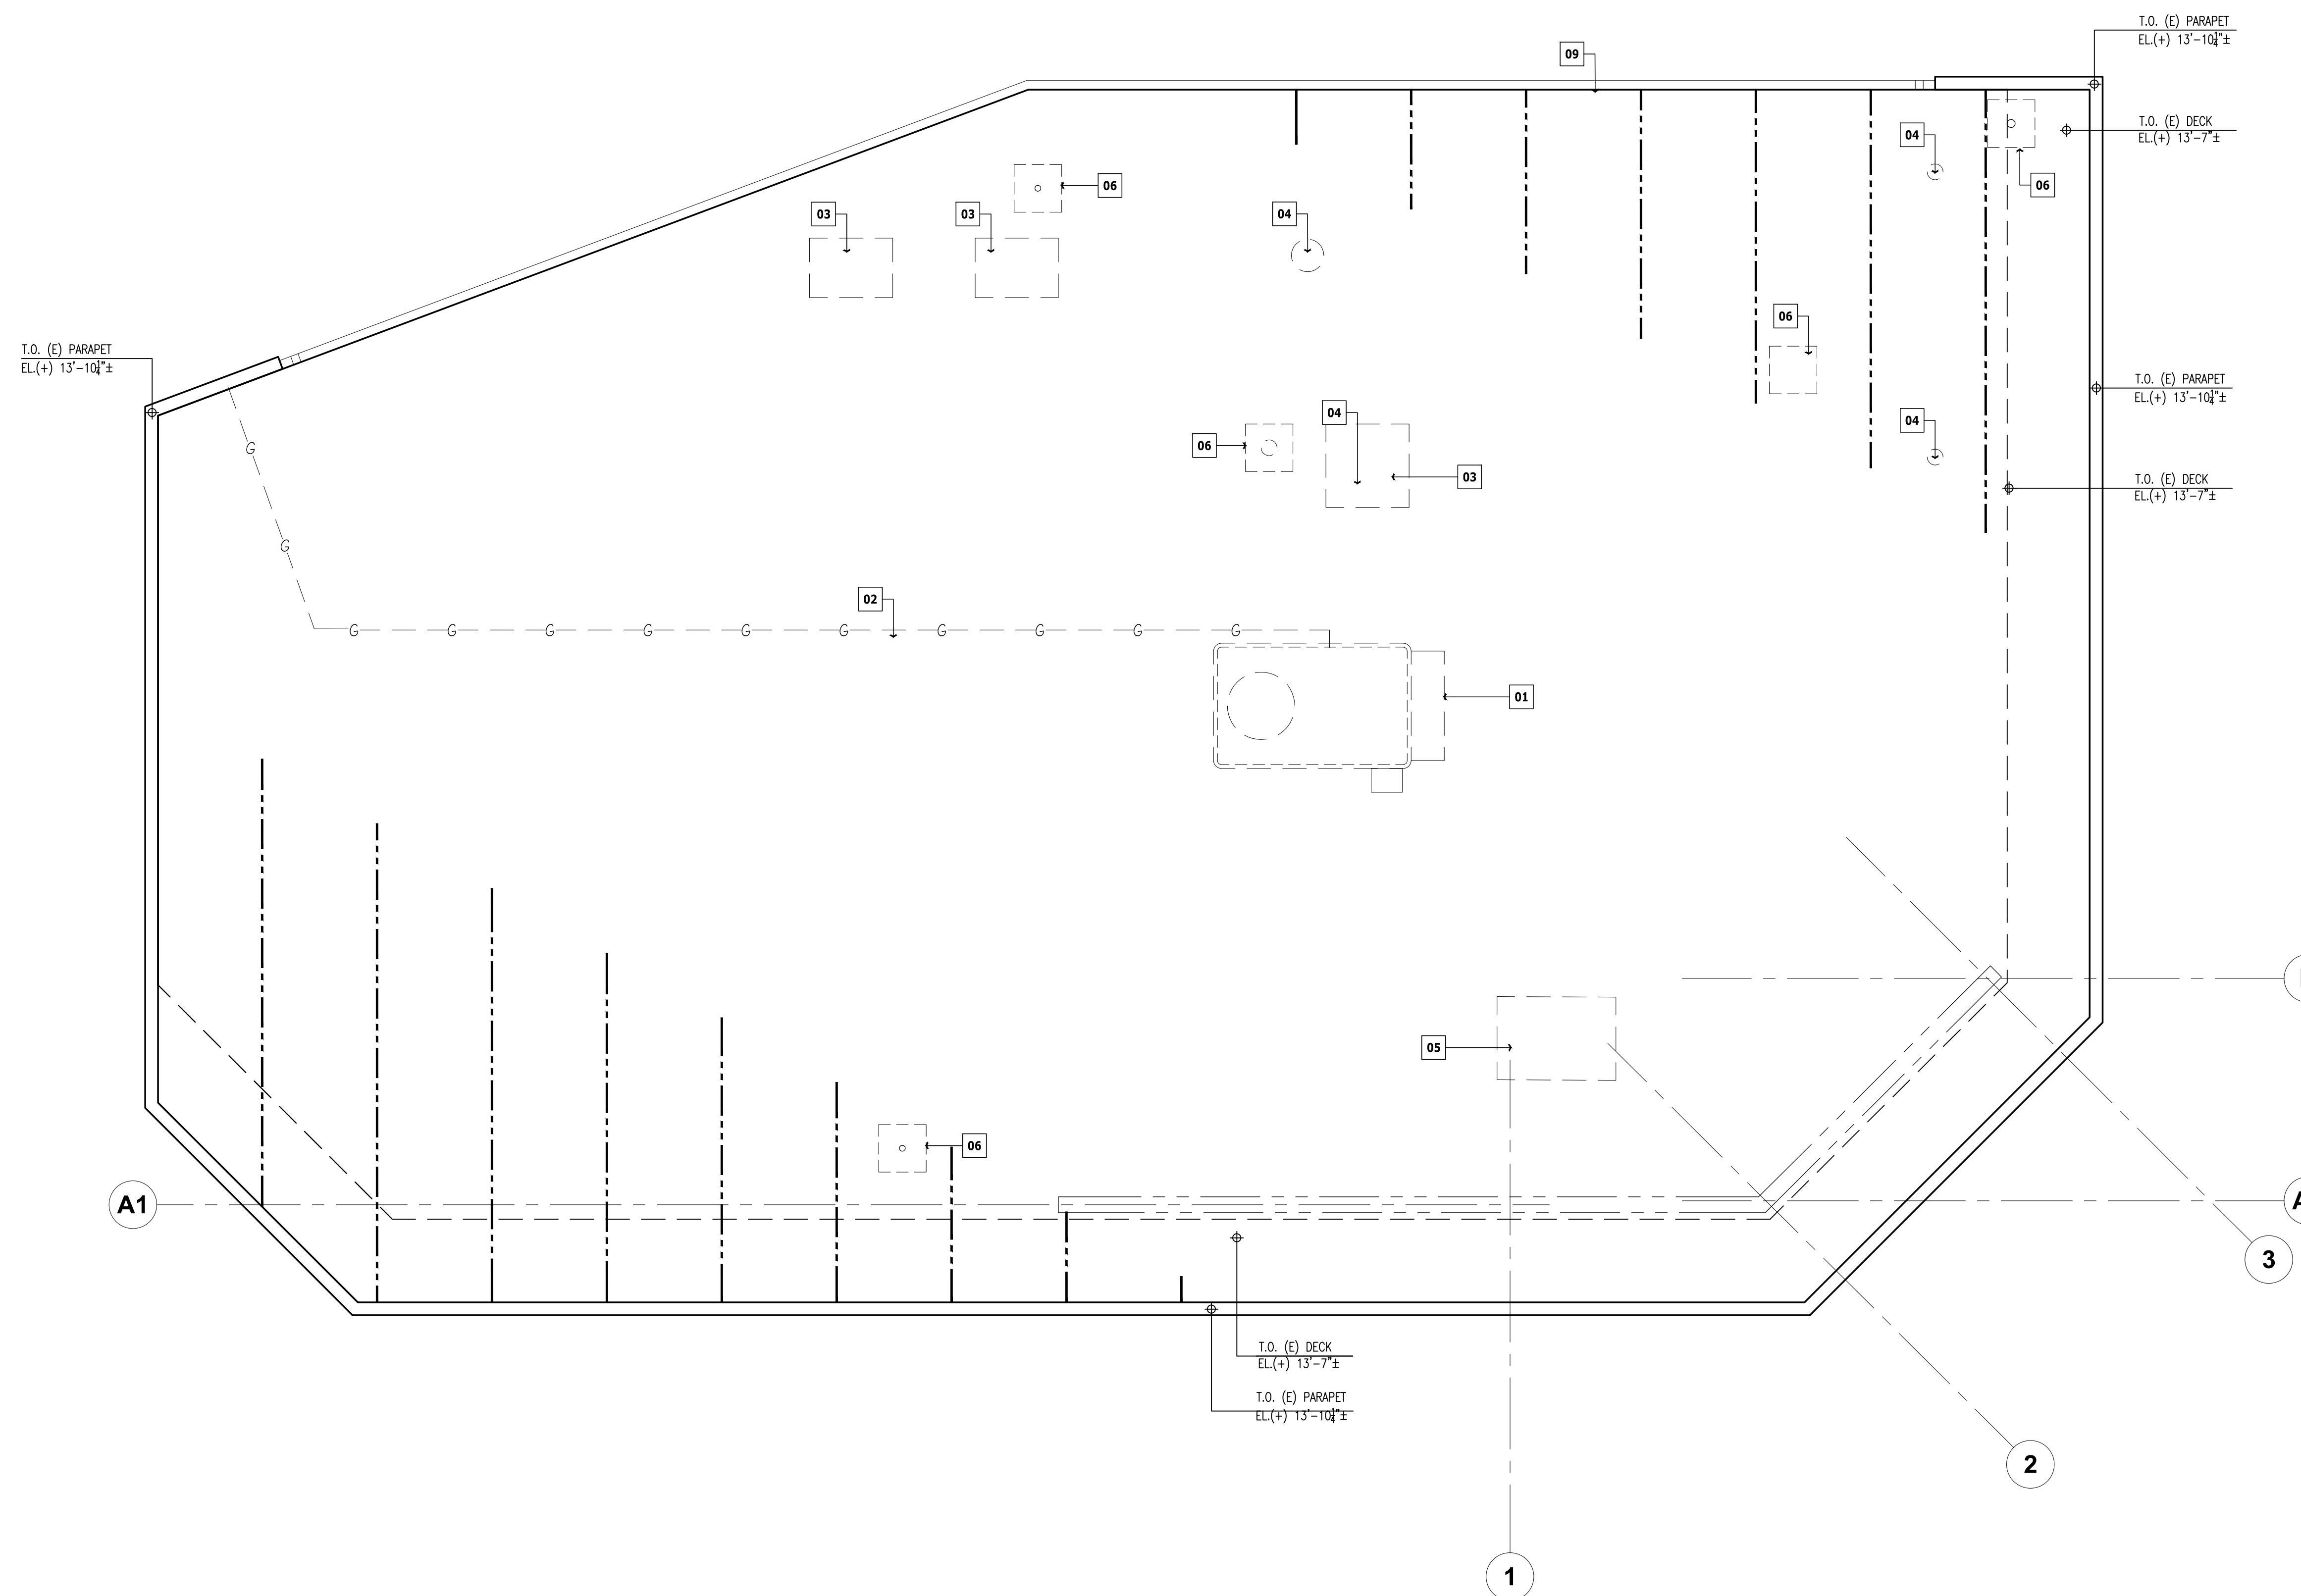 T.O. (E) PARAPET
EL.(+) 13'-10¼"±
09
T.O. (E) DECK
EL.(+) 13'-7"±
04
06
06
03
03
04
06
T.O. (E) PARAPET
EL.(+) 13'-10¼"±
T.O. (E) PARAPET
EL.(+) 13'-10¼"±
04
04
06
G
03
T.O. (E) DECK
EL.(+) 13'-7"±
G
02
G G G G G G G G G G
01
05
06
A1
A
3
T.O. (E) DECK
EL.(+) 13'-7"±
T.O. (E) PARAPET
EL.(+) 13'-10¼"±
2
1